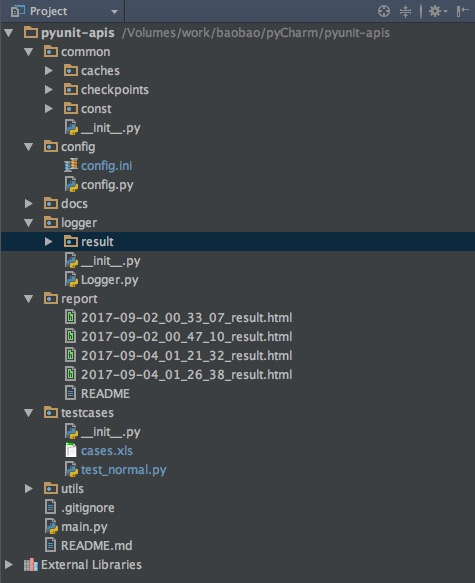 Project
pyunit-apis /Volumes/work/baobao/pyCharm/pyunit-apis
common
caches
checkpoints
const
__init__.py
config
config.ini
config.py
docs
logger
result
__init__.py
Logger.py
report
2017-09-02_00_33_07_result.html
2017-09-02_00_47_10_result.html
2017-09-04_01_21_32_result.html
2017-09-04_01_26_38_result.html
README
testcases
__init__.py
cases.xls
test_normal.py
utils
.gitignore
main.py
README.md
External Libraries